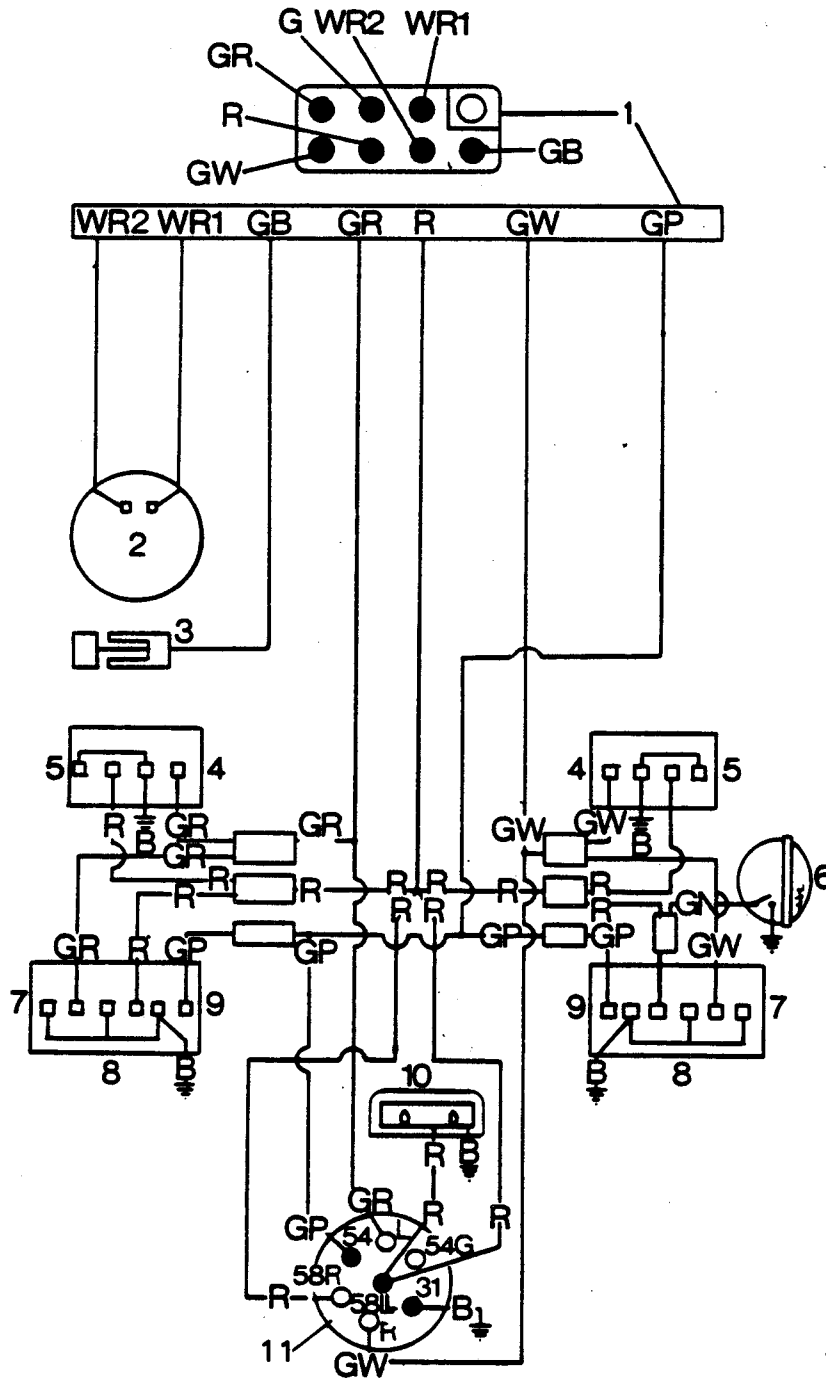 G WR2 WR1
GR
R
1
GW
GB
WR2 WR1 GB GR R GW GP
2
3
5 4
4 5
R GR B GR GW GW B
GR R R R R R R 6
R R R R GN
GR R GP GP GP GP GW
7 9
9 7
8 B
B 8
10
R B
GR R R
GP 54 L 54G
58R 31
R 58L B
R
11
GW